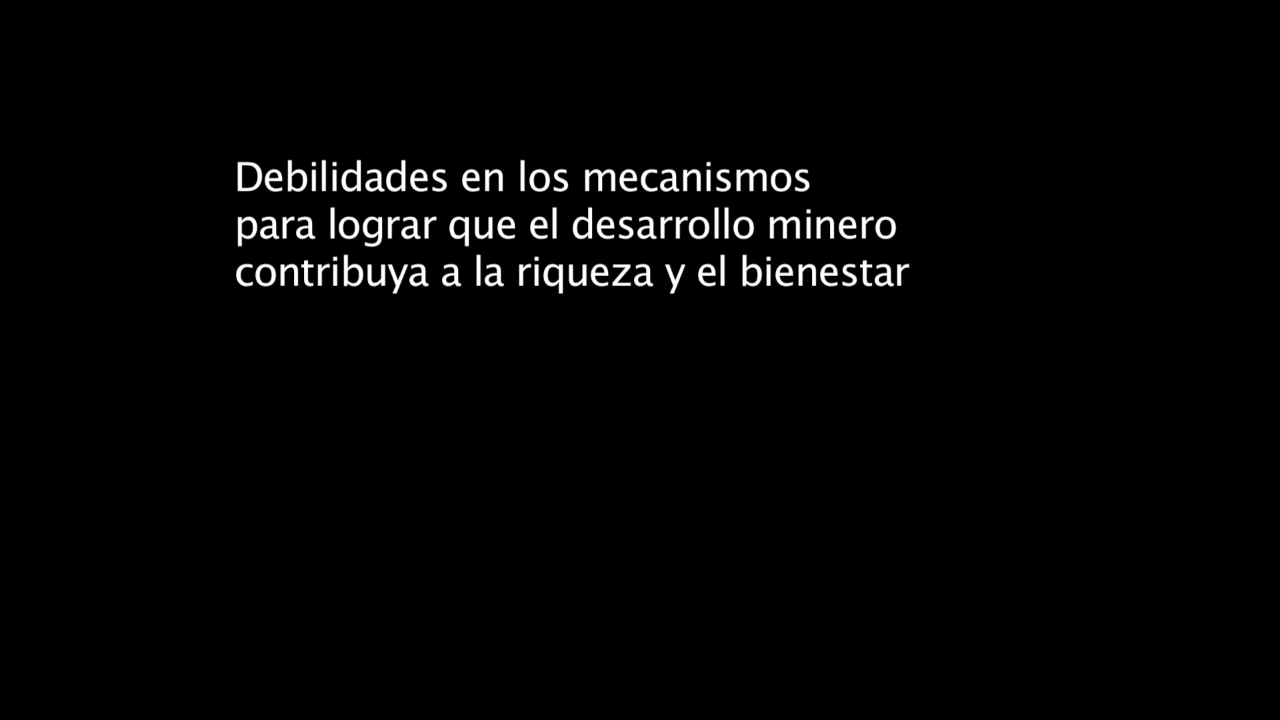 Debilidades en los mecanismos
para lograr que el desarrollo minero
contribuya a la riqueza y el bienestar